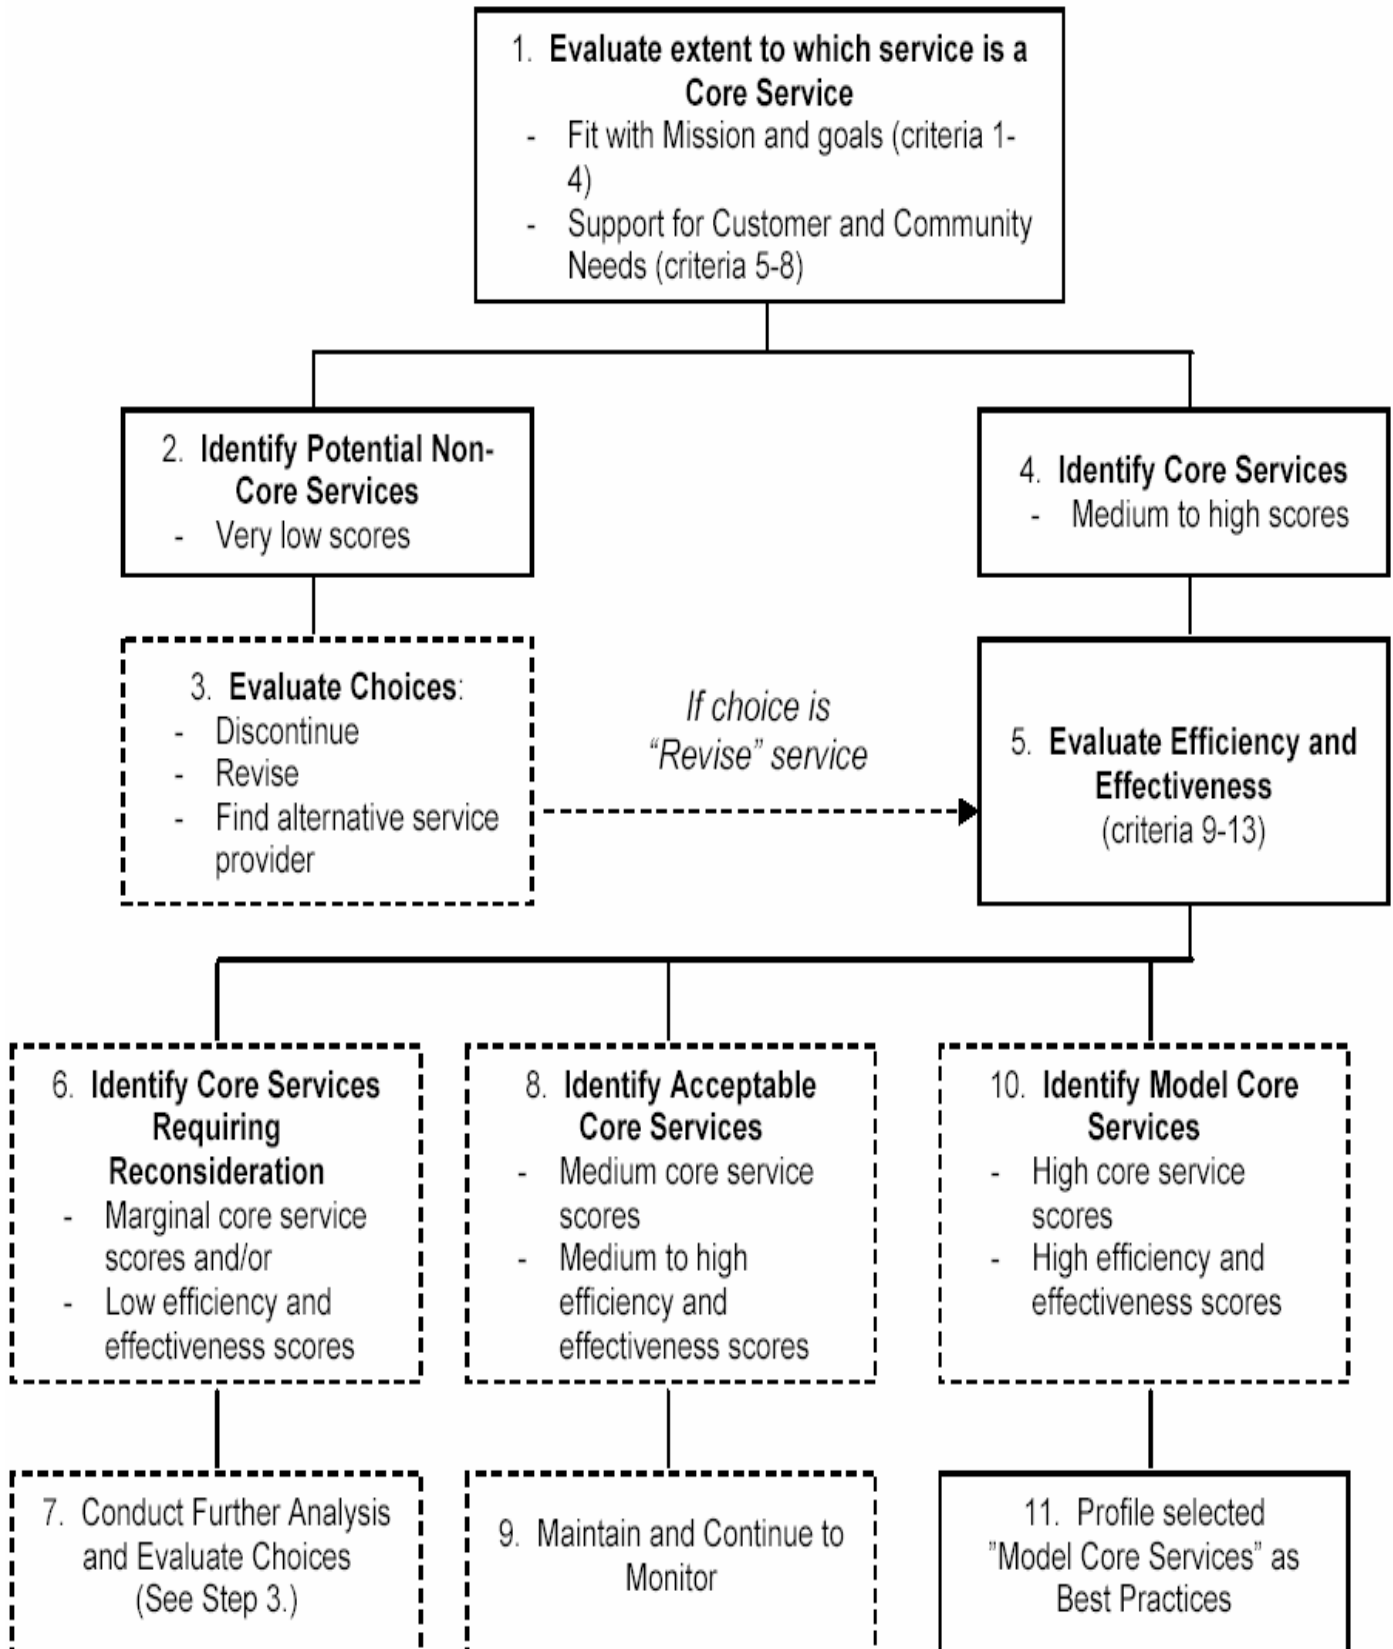 1. Evaluate extent to which service is a
Core Service
- Fit with Mission and goals (criteria 1-
4)
- Support for Customer and Community
Needs (criteria 5-8)
2. Identify Potential Non-
Core Services
- Very low scores
4. Identify Core Services
- Medium to high scores
3. Evaluate Choices:
- Discontinue
- Revise
- Find alternative service
provider
If choice is
“Revise” service
5. Evaluate Efficiency and
Effectiveness
(criteria 9-13)
6. Identify Core Services
Requiring
Reconsideration
- Marginal core service
scores and/or
- Low efficiency and
effectiveness scores
8. Identify Acceptable
Core Services
- Medium core service
scores
- Medium to high
efficiency and
effectiveness scores
10. Identify Model Core
Services
- High core service
scores
- High efficiency and
effectiveness scores
7. Conduct Further Analysis
and Evaluate Choices
(See Step 3.)
9. Maintain and Continue to
Monitor
11. Profile selected
”Model Core Services” as
Best Practices